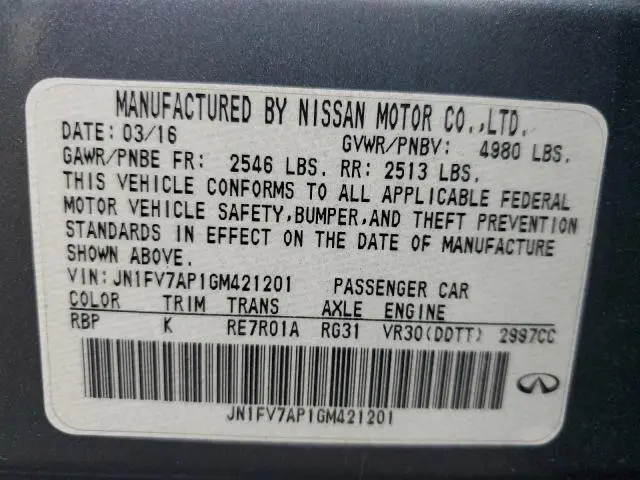 MANUFACTURED BY NISSAN MOTOR CO.,LTD.
DATE: 03/16 GVWR/PNBV: 4980 LBS.
GAWR/PNBE FR: 2546 LBS. RR: 2513 LBS.
THIS VEHICLE CONFORMS TO ALL APPLICABLE FEDERAL
MOTOR VEHICLE SAFETY,BUMPER,AND THEFT PREVENTION
STANDARDS IN EFFECT ON THE DATE OF MANUFACTURE
SHOWN ABOVE.
VIN:JN1FV7AP1GM421201 PASSENGER CAR
COLOR TRIM TRANS AXLE ENGINE
RBP K RE7R01A RG31 VR30(DDTT) 2997CC
JN1FV7AP1GM421201